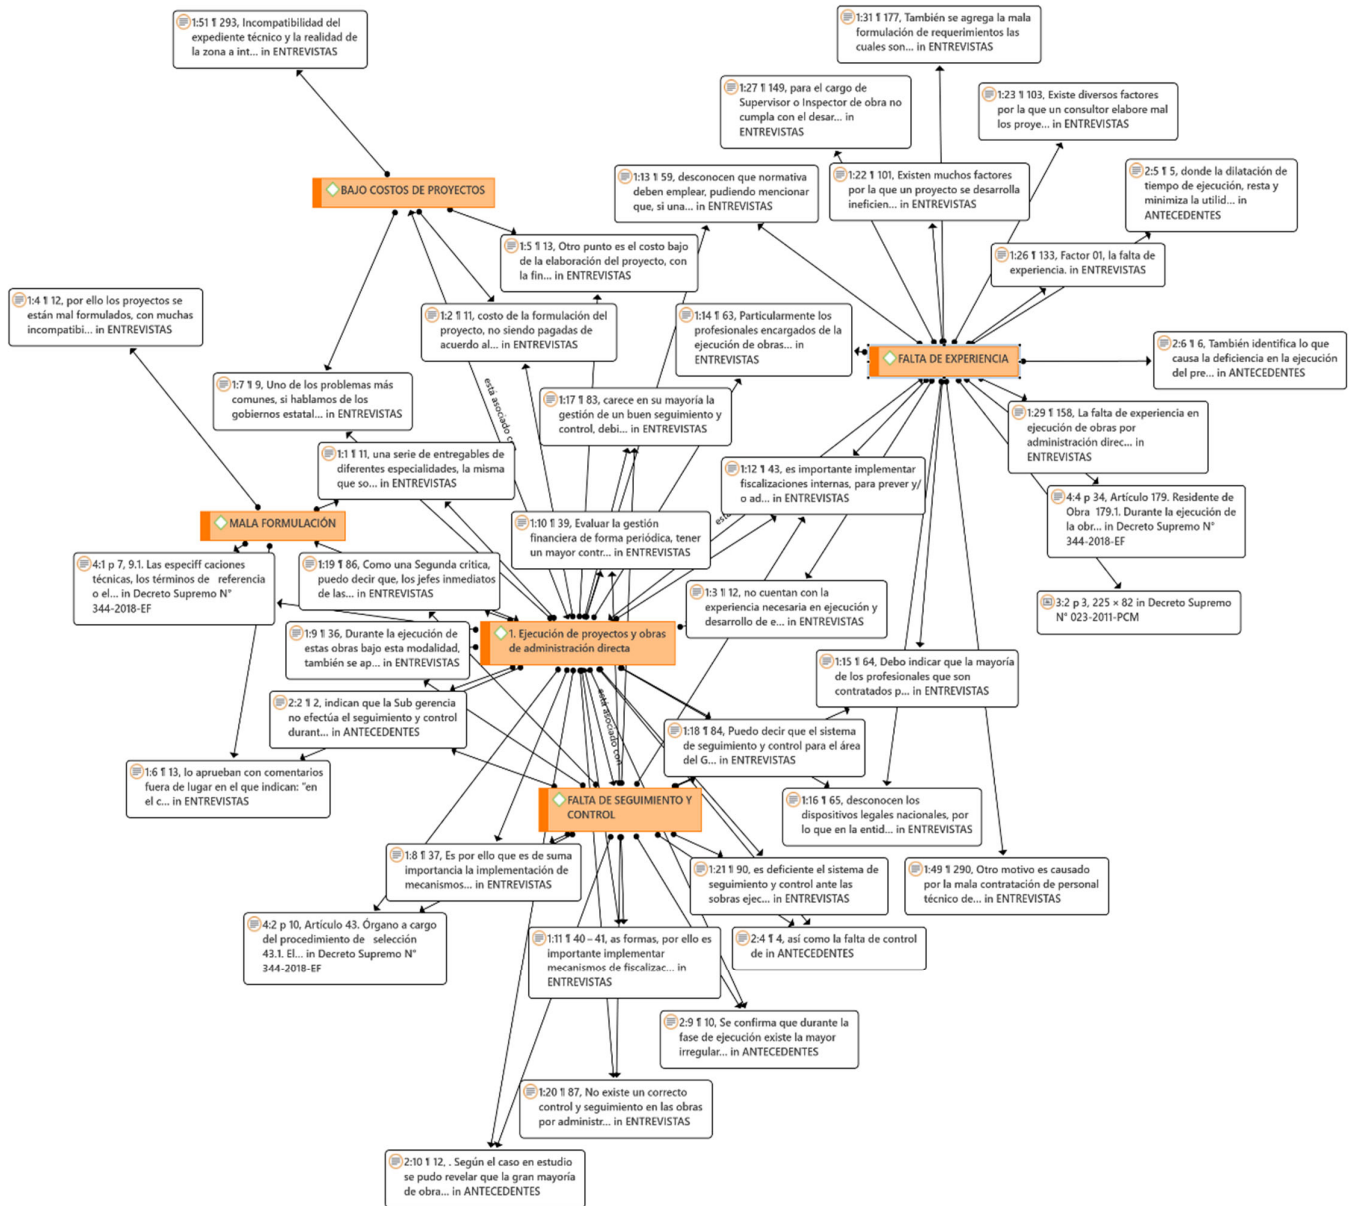 1:51 ¶ 293, Incompatibilidad del
expediente técnico y la realidad de
la zona a int... in ENTREVISTAS
1:31 ¶ 177, También se agrega la mala
formulación de requerimientos las
cuales son... in ENTREVISTAS
1:27 ¶ 149, para el cargo de
Supervisor o Inspector de obra no
cumpla con el desar... in
ENTREVISTAS
1:23 ¶ 103, Existe diversos factores
por la que un consultor elabore mal
los proye... in ENTREVISTAS
BAJO COSTOS DE PROYECTOS
1:13 ¶ 59, desconocen que normativa
deben emplear, pudiendo mencionar
que, si una... in ENTREVISTAS
1:22 ¶ 101, Existen muchos factores
por la que un proyecto se desarrolla
ineficien... in ENTREVISTAS
2:5 ¶ 5, donde la dilatación de
tiempo de ejecución, resta y
minimiza la utilid... in
ANTECEDENTES
1:5 ¶ 13, Otro punto es el costo bajo
de la elaboración del proyecto, con
la fin... in ENTREVISTAS
1:26 ¶ 133, Factor 01, la falta de
experiencia. in ENTREVISTAS
1:4 ¶ 12, por ello los proyectos se
están mal formulados, con muchas
incompatibi... in ENTREVISTAS
1:2 ¶ 11, costo de la formulación del
proyecto, no siendo pagadas de
acuerdo al... in ENTREVISTAS
1:14 ¶ 63, Particularmente los
profesionales encargados de la
ejecución de obras... in
ENTREVISTAS
FALTA DE EXPERIENCIA
2:6 ¶ 6, También identifica lo que
causa la deficiencia en la ejecución
del pre... in ANTECEDENTES
1:7 ¶ 9, Uno de los problemas más
comunes, si hablamos de los
gobiernos estatal... in ENTREVISTAS
está asociado co
1:17 ¶ 83, carece en su mayoría la
gestión de un buen seguimiento y
control, debi... in ENTREVISTAS
1:29 ¶ 158, La falta de experiencia en
ejecución de obras por
administración direc... in
ENTREVISTAS
1:1 ¶ 11, una serie de entregables de
diferentes especialidades, la misma
que so... in ENTREVISTAS
1:12 ¶ 43, es importante implementar
fiscalizaciones internas, para prever y/
o ad... in ENTREVISTAS
4:4 p 34, Artículo 179. Residente de
Obra 179.1. Durante la ejecución de
la obr... in Decreto Supremo N°
344-2018-EF
MALA FORMULACIÓN
1:10 ¶ 39, Evaluar la gestión
financiera de forma periódica, tener
un mayor contr... in ENTREVISTAS
4:1 p 7, 9.1. Las especiff caciones
técnicas, los términos de referencia
o el... in Decreto Supremo N°
344-2018-EF
1:19 ¶ 86, Como una Segunda critica,
puedo decir que, los jefes inmediatos
de las... in ENTREVISTAS
1:3 ¶ 12, no cuentan con la
experiencia necesaria en ejecución y
desarrollo de e... in ENTREVISTAS
3:2 p 3, 225 × 82 in Decreto Supremo
N° 023-2011-PCM
1:9 ¶ 36, Durante la ejecución de
estas obras bajo esta modalidad,
también se ap... in ENTREVISTAS
1. Ejecución de proyectos y obras
de administración directa
1:15 ¶ 64, Debo indicar que la mayoría
de los profesionales que son
contratados p... in ENTREVISTAS
2:2 ¶ 2, indican que la Sub gerencia
no efectúa el seguimiento y control
durant... in ANTECEDENTES
está asociado con
1:18 ¶ 84, Puedo decir que el sistema
de seguimiento y control para el área
del G... in ENTREVISTAS
1:6 ¶ 13, lo aprueban con comentarios
fuera de lugar en el que indican: "en
el c... in ENTREVISTAS
FALTA DE SEGUIMIENTO Y
CONTROL
1:16 ¶ 65, desconocen los
dispositivos legales nacionales, por
lo que en la entid... in ENTREVISTAS
1:8 ¶ 37, Es por ello que es de suma
importancia la implementación de
mecanismos... in ENTREVISTAS
1:21 ¶ 90, es deficiente el sistema de
seguimiento y control ante las
sobras ejec... in ENTREVISTAS
1:49 ¶ 290, Otro motivo es causado
por la mala contratación de personal
técnico de... in ENTREVISTAS
4:2 p 10, Artículo 43. Órgano a cargo
del procedimiento de selección
43.1. El... in Decreto Supremo N°
344-2018-EF
1:11 ¶ 40 – 41, as formas, por ello es
importante implementar
mecanismos de fiscalizac... in
ENTREVISTAS
2:4 ¶ 4, así como la falta de control
de in ANTECEDENTES
2:9 ¶ 10, Se confirma que durante la
fase de ejecución existe la mayor
irregular... in ANTECEDENTES
1:20 ¶ 87, No existe un correcto
control y seguimiento en las obras
por administr... in ENTREVISTAS
2:10 ¶ 12, . Según el caso en estudio
se pudo revelar que la gran mayoría
de obra... in ANTECEDENTES